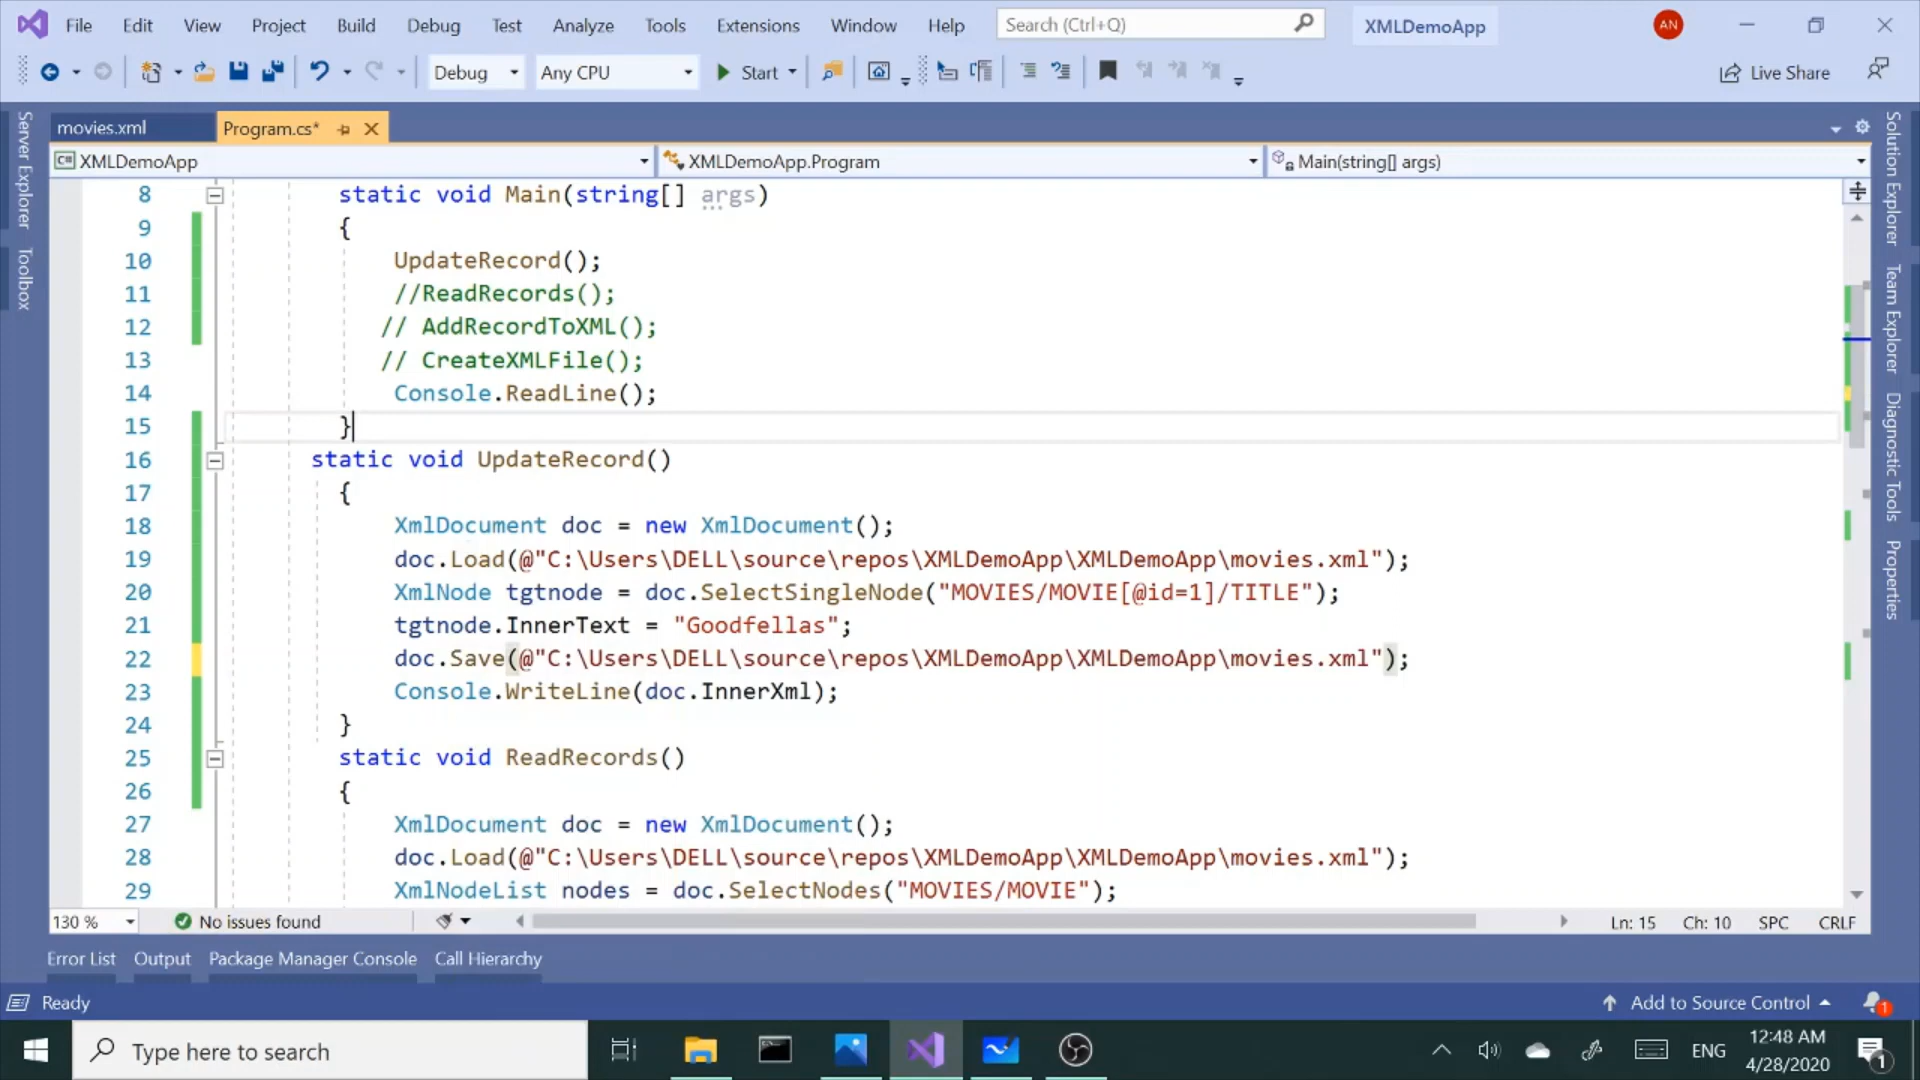 File Edit View Project Build Debug Test Analyze Tools Extensions Window Help Search (Ctrl+Q) XMLDemoApp AN
Debug Any CPU Start Live Share
movies.xml Program.cs*
C# XMLDemoApp XMLDemoApp.Program Main(string[] args)
Server Explorer
Toolbox
8 static void Main(string[] args)
9 {
10 UpdateRecord();
11 //ReadRecords();
12 // AddRecordToXML();
13 // CreateXMLFile();
14 Console.ReadLine();
15 }
16 static void UpdateRecord()
17 {
18 XmlDocument doc = new XmlDocument();
19 doc.Load(@"C:\Users\DELL\source\repos\XMLDemoApp\XMLDemoApp\movies.xml");
20 XmlNode tgtnode = doc.SelectSingleNode("MOVIES/MOVIE[@id=1]/TITLE");
21 tgtnode.InnerText = "Goodfellas";
22 doc.Save(@"C:\Users\DELL\source\repos\XMLDemoApp\XMLDemoApp\movies.xml");
23 Console.WriteLine(doc.InnerXml);
24 }
25 static void ReadRecords()
26 {
27 XmlDocument doc = new XmlDocument();
28 doc.Load(@"C:\Users\DELL\source\repos\XMLDemoApp\XMLDemoApp\movies.xml");
29 XmlNodeList nodes = doc.SelectNodes("MOVIES/MOVIE");
Solution Explorer
Team Explorer
Diagnostic Tools
Properties
130 % No issues found Ln: 15 Ch: 10 SPC CRLF
Error List Output Package Manager Console Call Hierarchy
Ready Add to Source Control 1
Type here to search ENG 12:48 AM
4/28/2020 1